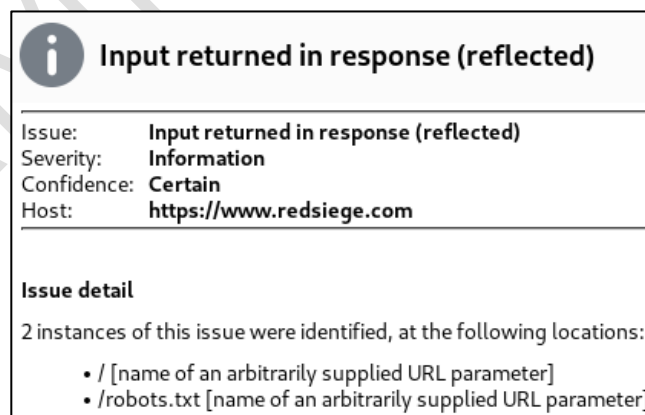 Input returned in response (reflected)
Issue: Input returned in response (reflected)
Severity: Information
Confidence: Certain
Host: https://www.redsiege.com
Issue detail
2 instances of this issue were identified, at the following locations:
• / [name of an arbitrarily supplied URL parameter]
• /robots.txt [name of an arbitrarily supplied URL parameter]